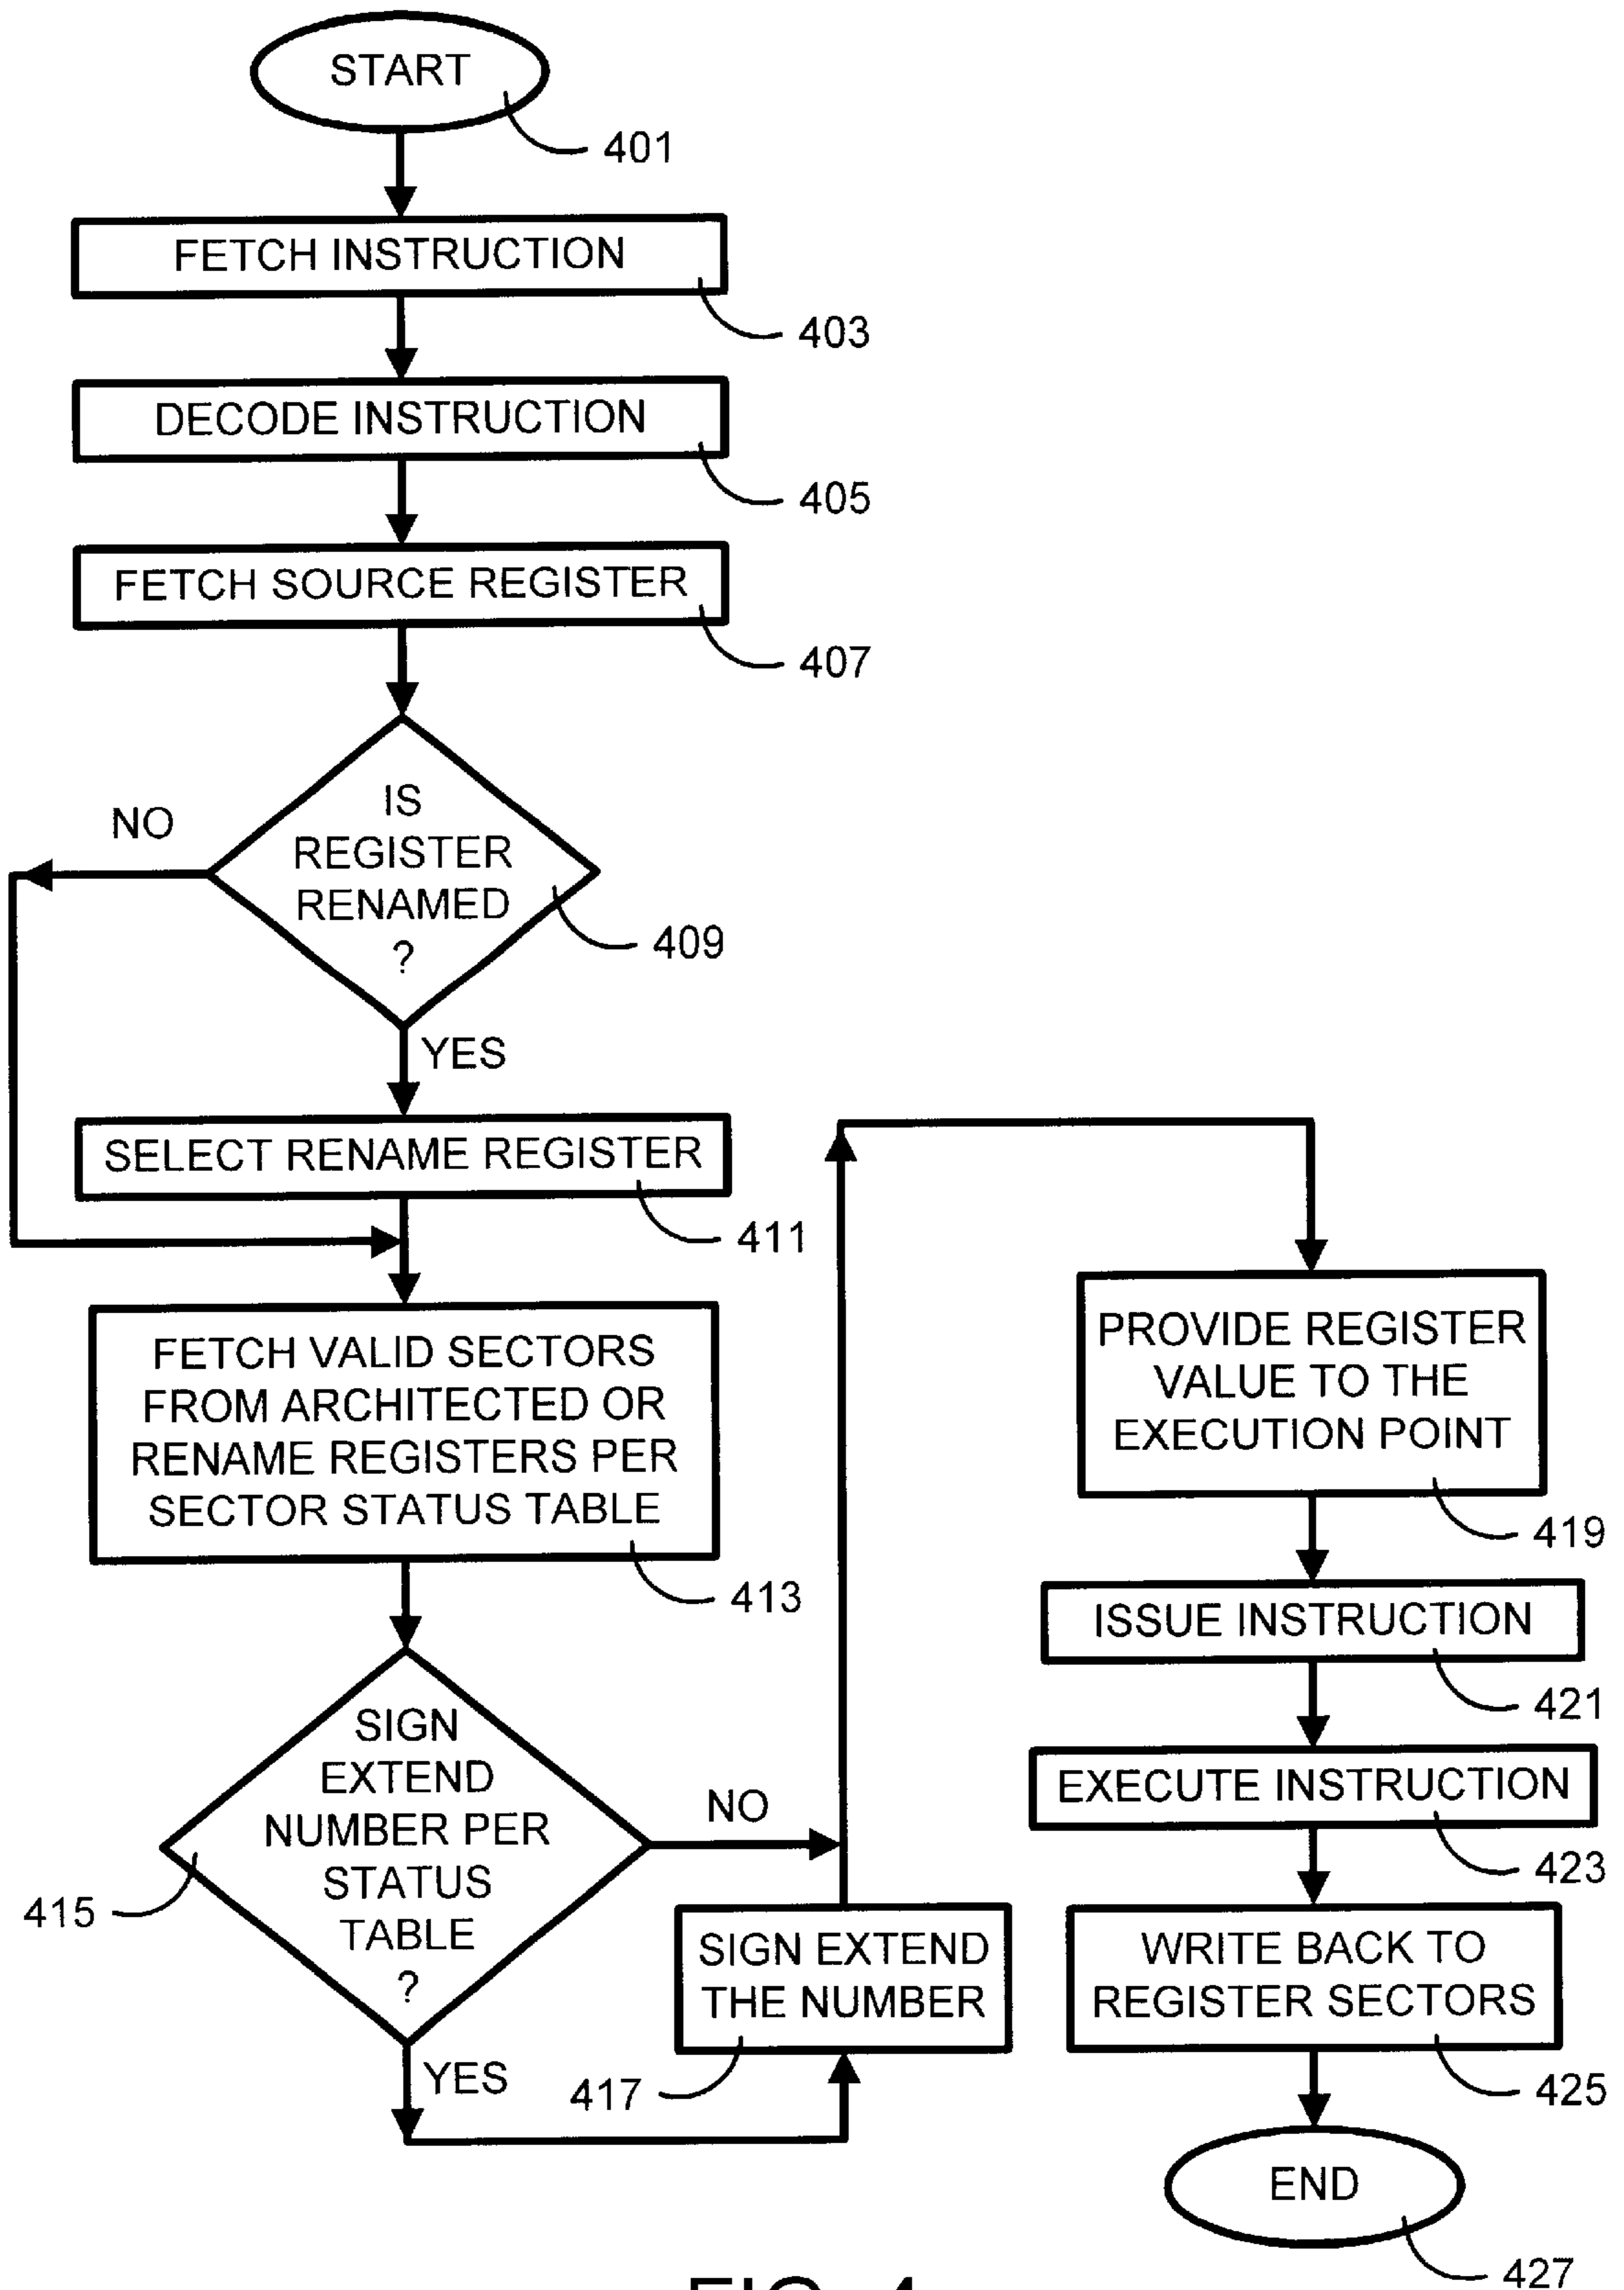 START
401
FETCH INSTRUCTION
403
DECODE INSTRUCTION
405
FETCH SOURCE REGISTER
407
IS
REGISTER
RENAMED
?
409
NO
YES
SELECT RENAME REGISTER
411
FETCH VALID SECTORS
FROM ARCHITECTED OR
RENAME REGISTERS PER
SECTOR STATUS TABLE
413
SIGN
EXTEND
NUMBER PER
STATUS
TABLE
?
415
NO
YES
SIGN EXTEND
THE NUMBER
417
PROVIDE REGISTER
VALUE TO THE
EXECUTION POINT
419
ISSUE INSTRUCTION
421
EXECUTE INSTRUCTION
423
WRITE BACK TO
REGISTER SECTORS
425
END
427
FIG. 4